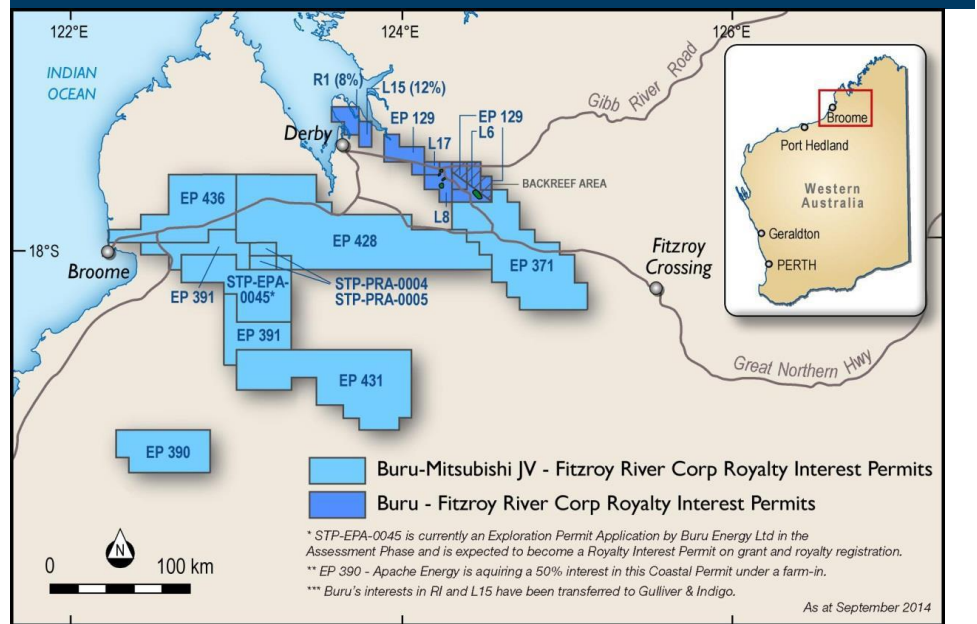 122°E
124°E
126°E
INDIAN
OCEAN
R1 (8%)
L15 (12%)
Gibb River Road
Derby
EP 129
EP 129
L17
L6
BACKREEF AREA
L8
EP 436
EP 428
18°S
Broome
EP 371
Fitzroy
Crossing
EP 391
STP-EPA-
0045*
STP-PRA-0004
STP-PRA-0005
EP 391
EP 431
Great Northern Hwy
EP 390
Broome
Port Hedland
Western
Australia
Geraldton
PERTH
Buru-Mitsubishi JV - Fitzroy River Corp Royalty Interest Permits
Buru - Fitzroy River Corp Royalty Interest Permits
* STP-EPA-0045 is currently an Exploration Permit Application by Buru Energy Ltd in the
Assessment Phase and is expected to become a Royalty Interest Permit on grant and royalty registration.
** EP 390 - Apache Energy is aquiring a 50% interest in this Coastal Permit under a farm-in.
*** Buru's interests in RI and L15 have been transferred to Gulliver & Indigo.
As at September 2014
N
0
100 km